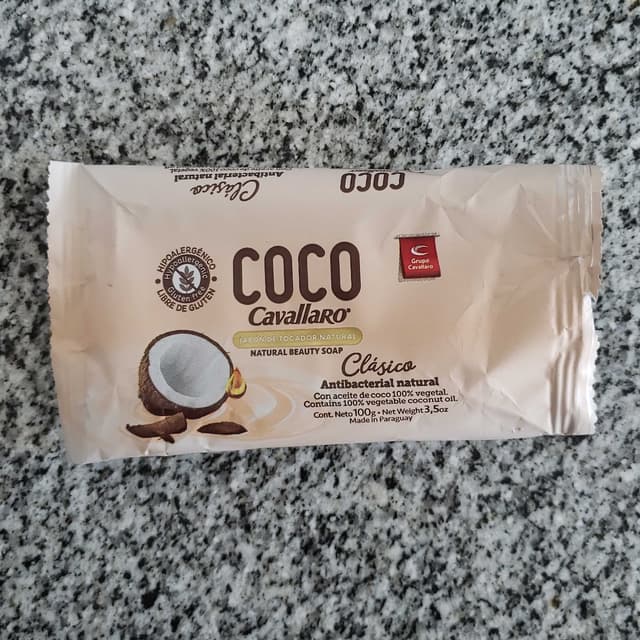 Clásico
Antibacterial natural
COCO
HIPOALERGÉNICO
Hypoallergenic
Gluten free
LIBRE DE GLUTEN
COCO
Cavallaro®
Grupo
Cavallaro
JABÓN DE TOCADOR NATURAL
NATURAL BEAUTY SOAP
Clásico
Antibacterial natural
Con aceite de coco 100% vegetal.
Contains 100% vegetable coconut oil.
Cont. Neto 100g • Net Weight 3,5oz
Made in Paraguay